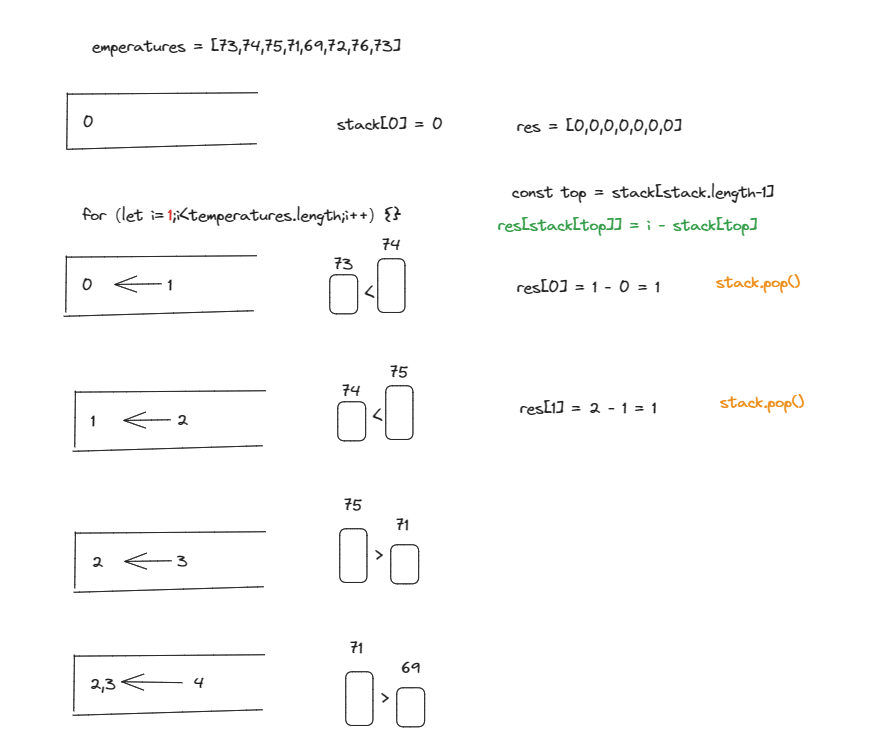 emperatures = [73,74,75,71,69,72,76,73]
0
stack[0] = 0
res = [0,0,0,0,0,0,0]
const top = stack[stack.length-1]
for (let i=1;i<temperatures.length;i++) {}
res[stack[top]] = i - stack[top]
74
73
0 1
<
res[0] = 1 - 0 = 1
stack.pop()
75
74
1 2
<
res[1] = 2 - 1 = 1
stack.pop()
75
71
2 3
>
71
69
2,3 4
>